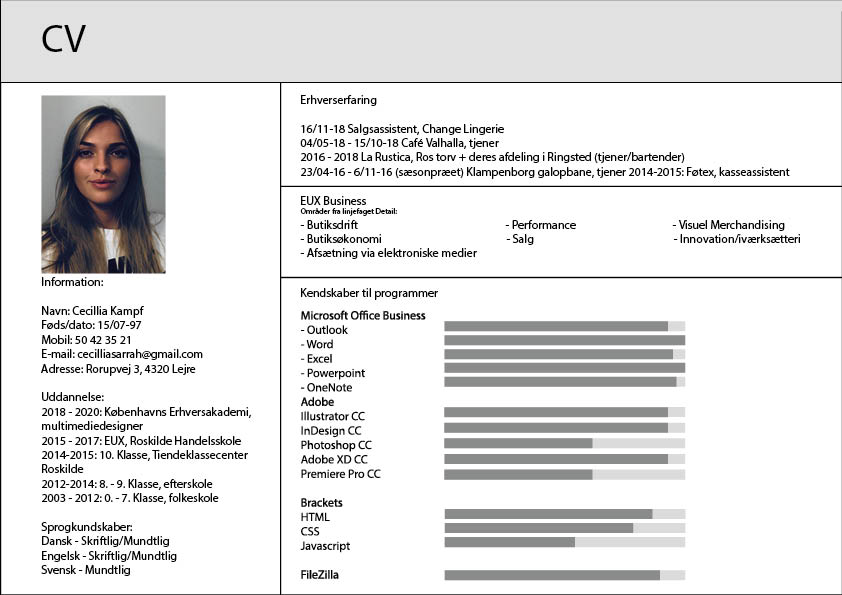 CV
Information:
Navn: Cecillia Kampf
Føds/dato: 15/07-97
Mobil: 50 42 35 21
E-mail: cecilliasarrah@gmail.com
Adresse: Rorupvej 3, 4320 Lejre
Uddannelse:
2018 - 2020: Københavns Erhversakademi,
multimediedesigner
2015 - 2017: EUX, Roskilde Handelsskole
2014-2015: 10. Klasse, Tiendeklassecenter
Roskilde
2012-2014: 8. - 9. Klasse, efterskole
2003 - 2012: 0. - 7. Klasse, folkeskole
Sprogkundskaber:
Dansk - Skriftlig/Mundtlig
Engelsk - Skriftlig/Mundtlig
Svensk - Mundtlig
Erhverserfaring
16/11-18 Salgsassistent, Change Lingerie
04/05-18 - 15/10-18 Café Valhalla, tjener
2016 - 2018 La Rustica, Ros torv + deres afdeling i Ringsted (tjener/bartender)
23/04-16 - 6/11-16 (sæsonpræet) Klampenborg galopbane, tjener 2014-2015: Føtex, kasseassistent
EUX Business
Områder fra linjefaget Detail:
- Butiksdrift
- Butiksøkonomi
- Afsætning via elektroniske medier
- Performance
- Salg
- Visuel Merchandising
- Innovation/iværksætteri
Kendskaber til programmer
Microsoft Office Business
- Outlook
- Word
- Excel
- Powerpoint
- OneNote
Adobe
Illustrator CC
InDesign CC
Photoshop CC
Adobe XD CC
Premiere Pro CC
Brackets
HTML
CSS
Javascript
FileZilla